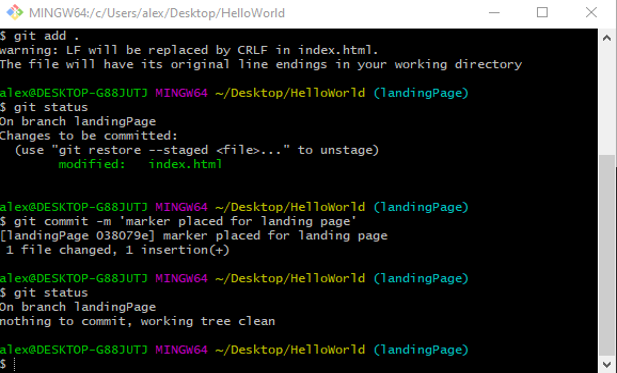 MINGW64:/c/Users/alex/Desktop/HelloWorld
$ git add .
warning: LF will be replaced by CRLF in index.html.
The file will have its original line endings in your working directory
alex@DESKTOP-G88JUTJ MINGW64 ~/Desktop/HelloWorld (landingPage)
$ git status
On branch landingPage
Changes to be committed:
  (use "git restore --staged <file>..." to unstage)
        modified:   index.html
alex@DESKTOP-G88JUTJ MINGW64 ~/Desktop/HelloWorld (landingPage)
$ git commit -m 'marker placed for landing page'
[landingPage 038079e] marker placed for landing page
 1 file changed, 1 insertion(+)
alex@DESKTOP-G88JUTJ MINGW64 ~/Desktop/HelloWorld (landingPage)
$ git status
On branch landingPage
nothing to commit, working tree clean
alex@DESKTOP-G88JUTJ MINGW64 ~/Desktop/HelloWorld (landingPage)
$